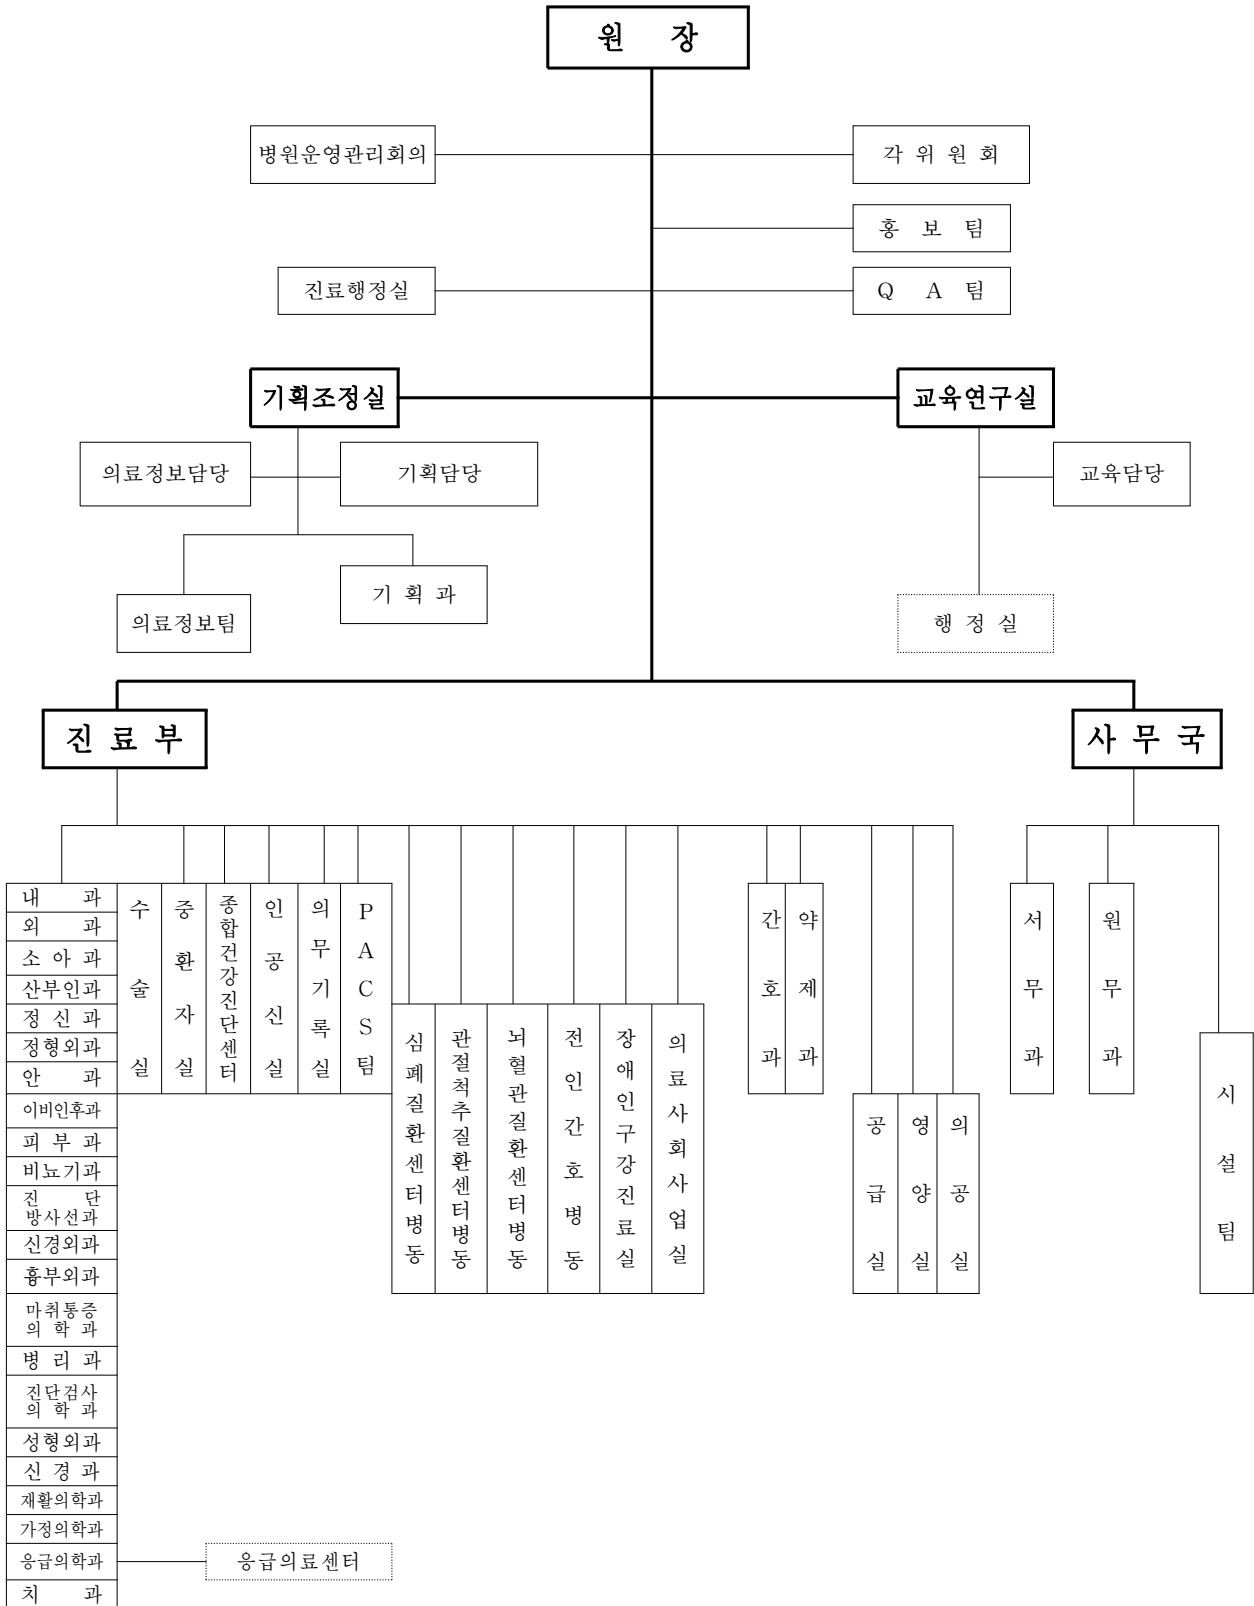 원 장
병원운영관리회의
각 위 원 회
홍 보 팀
진료행정실
Q A 팀
기획조정실
교육연구실
의료정보담당
기획담당
교육담당
기 획 과
의료정보팀
행 정 실
진 료 부
사 무 국
내 과
외 과
소 아 과
산부인과
정 신 과
정형외과
안 과
이비인후과
피 부 과
비뇨기과
진 단
방사선과
신경외과
흉부외과
마취통증
의 학 과
병 리 과
진단검사
의 학 과
성형외과
신 경 과
재활의학과
가정의학과
응급의학과
치 과
수술실
중환자실
종합건강진단센터
인공신실
의무기록실
PACS팀
심폐질환센터병동
관절척추질환센터병동
뇌혈관질환센터병동
전인간호병동
장애인구강진료실
의료사회사업실
간호과
약제과
공급실
영양실
의공실
서무과
원무과
시설팀
응급의료센터